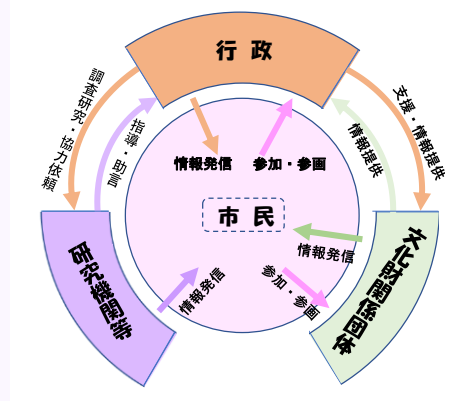 行政
調査研究・協力依頼
指導・助言
支援・情報提供
情報提供
情報発信
参加・参画
市民
情報発信
情報発信
参加・参画
研究機関等
文化財関係団体